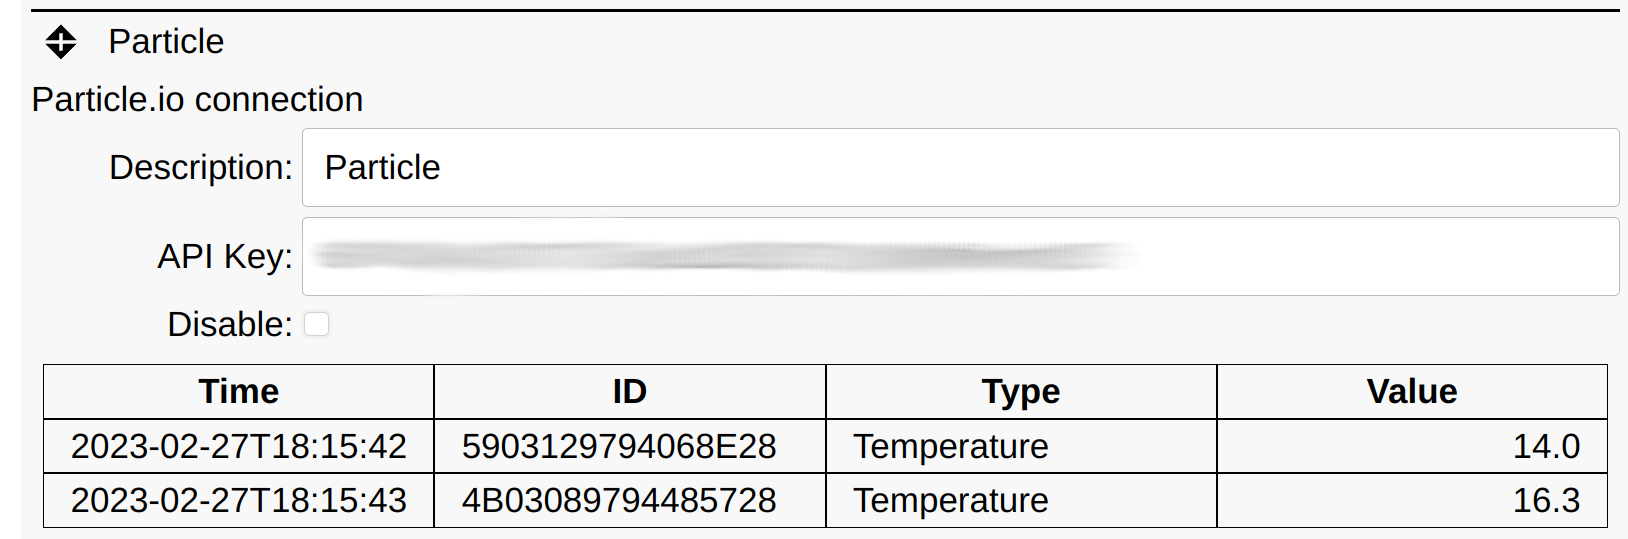 Particle
Particle.io connection
Description: Particle
API Key:
Disable:
Time ID Type Value
2023-02-27T18:15:42 5903129794068E28 Temperature 14.0
2023-02-27T18:15:43 4B03089794485728 Temperature 16.3